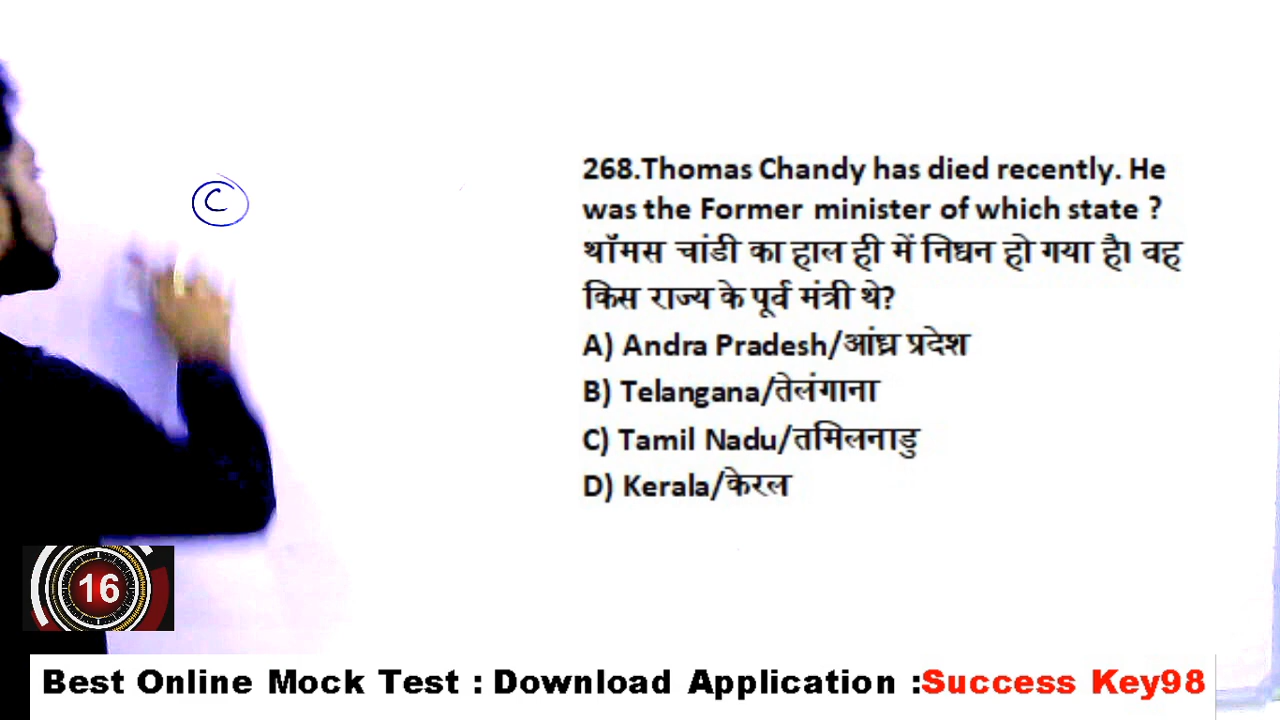 C
268.Thomas Chandy has died recently. He
was the Former minister of which state ?
थॉमस चांडी का हाल ही में निधन हो गया है। वह
किस राज्य के पूर्व मंत्री थे?
A) Andra Pradesh/आंध्र प्रदेश
B) Telangana/तेलंगाना
C) Tamil Nadu/तमिलनाडु
D) Kerala/केरल
16
Best Online Mock Test : Download Application :Success Key98